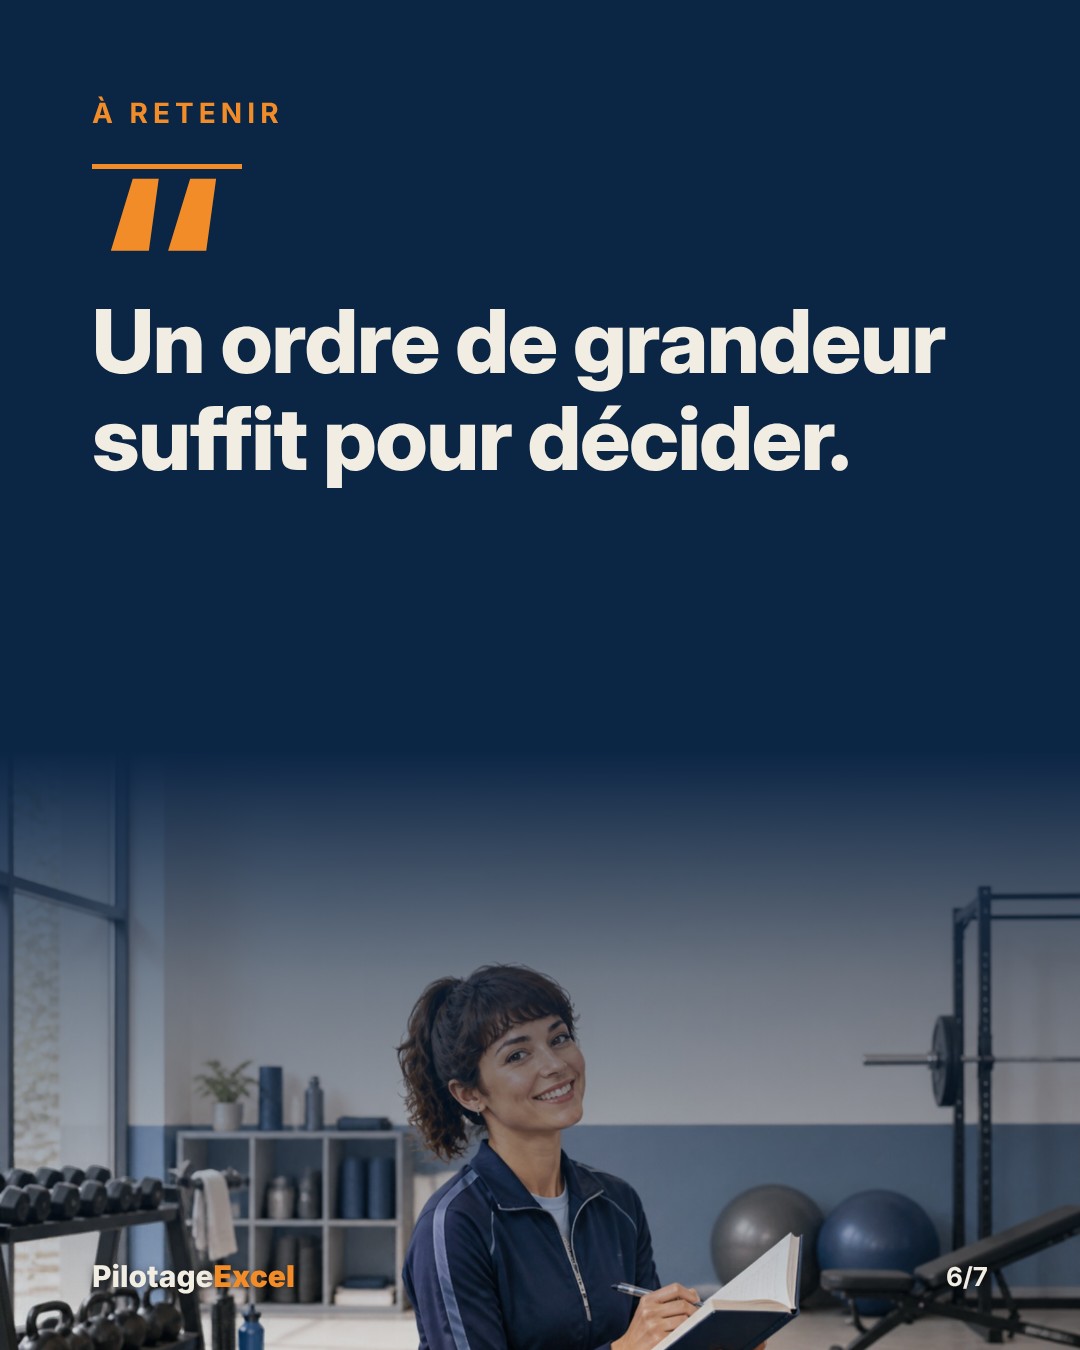 À RETENIR
"
Un ordre de grandeur
suffit pour décider.
PilotageExcel
6/7